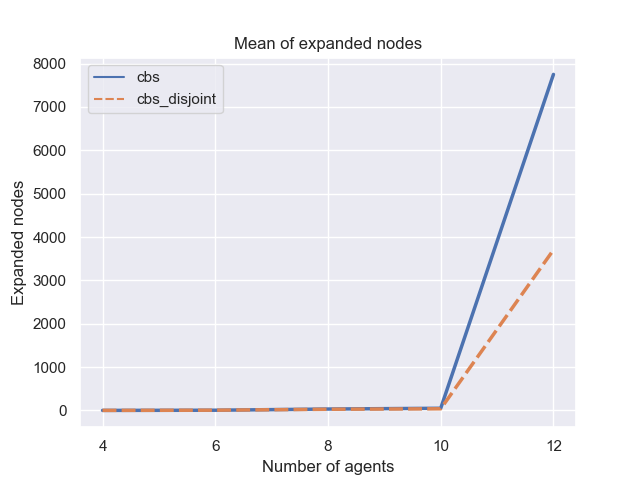 Mean of expanded nodes
cbs
cbs_disjoint
8000
7000
6000
5000
4000
3000
2000
1000
0
Expanded nodes
4 6 8 10 12
Number of agents